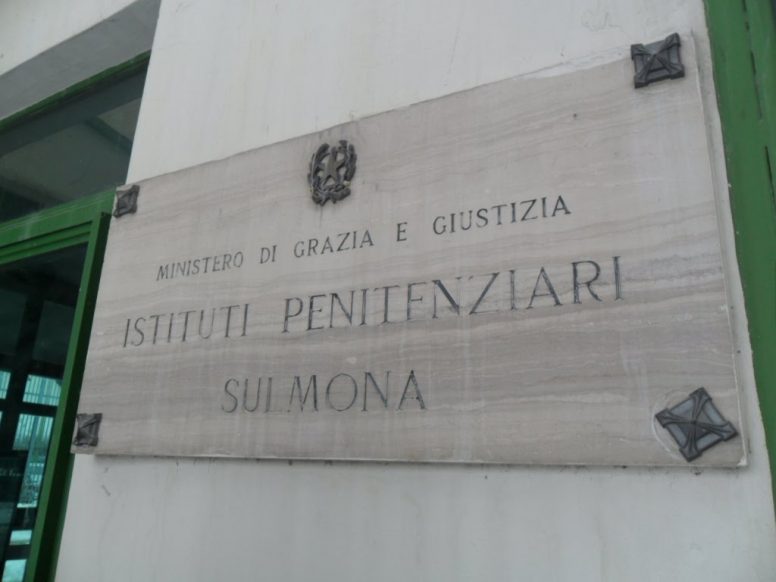 MINISTERO DI GRAZIA E GIUSTIZIA
ISTITUTI PENITENZIARI
SULMONA